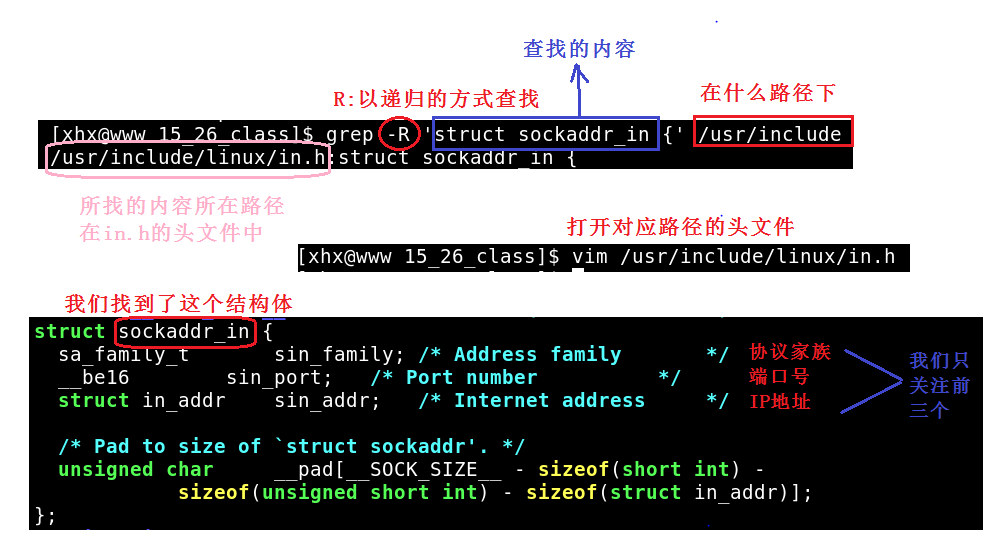 查找的内容
R:以递归的方式查找
在什么路径下
[xhx@www 15_26_class]$ grep -R 'struct sockaddr_in {' /usr/include
/usr/include/linux/in.h:struct sockaddr_in {
所找的内容所在路径
在in.h的头文件中
打开对应路径的头文件
[xhx@www 15_26_class]$ vim /usr/include/linux/in.h
我们找到了这个结构体
struct sockaddr_in {
sa_family_t sin_family; /* Address family */ 协议家族
__be16 sin_port; /* Port number */ 端口号
struct in_addr sin_addr; /* Internet address */ IP地址
我们只
关注前
三个
/* Pad to size of `struct sockaddr'. */
unsigned char __pad[__SOCK_SIZE__ - sizeof(short int) -
sizeof(unsigned short int) - sizeof(struct in_addr)];
};